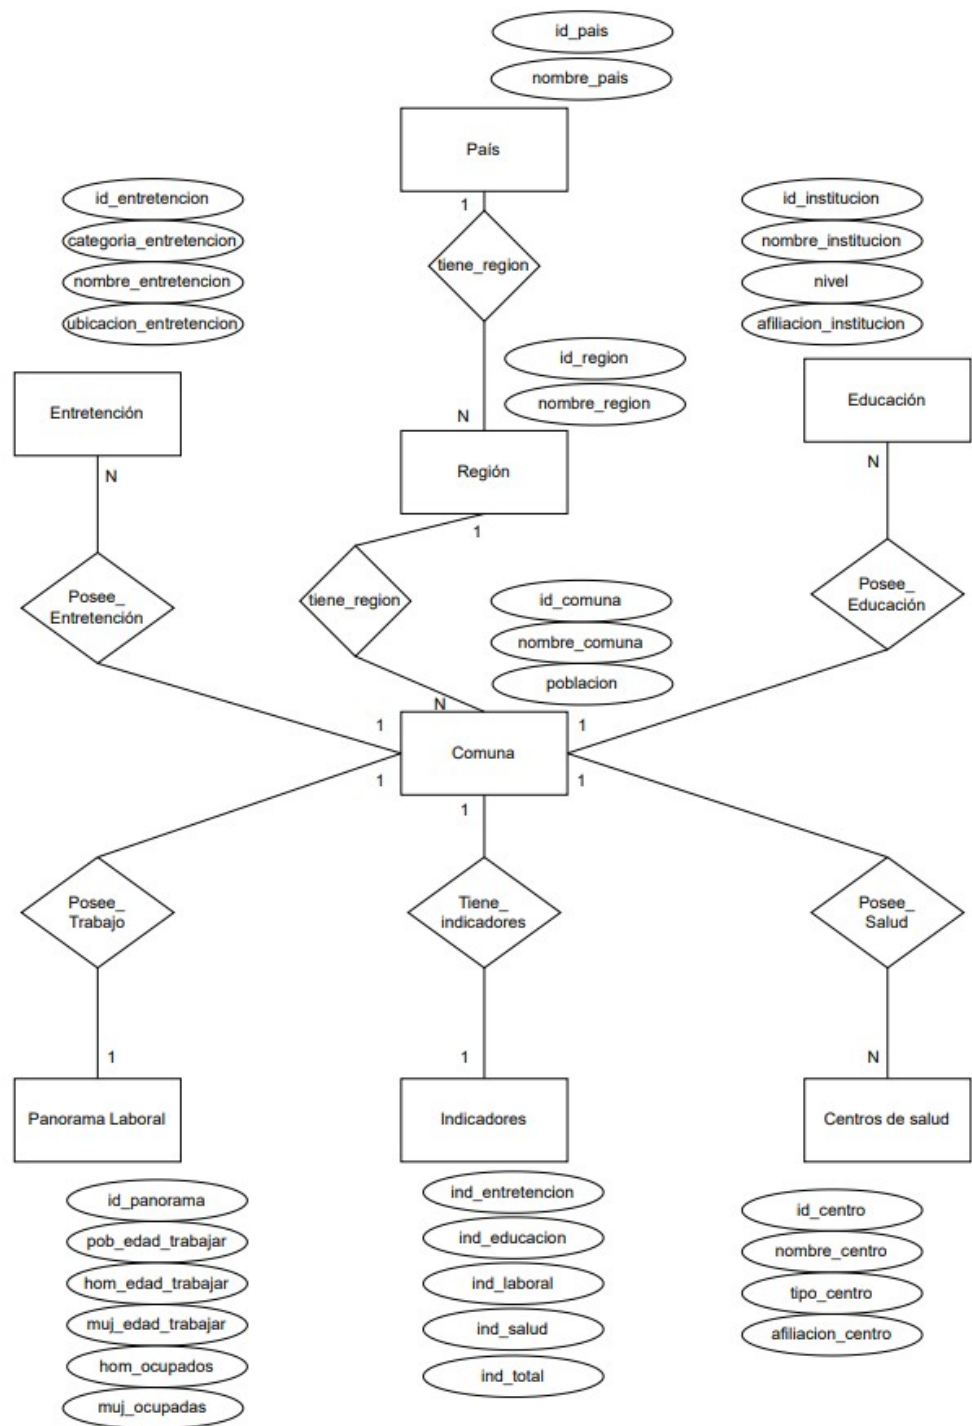 id_pais
nombre_pais
País
1
tiene_region
N
id_entretencion
categoria_entretencion
nombre_entretencion
ubicacion_entretencion
Entretención
N
id_institucion
nombre_institucion
nivel
afiliacion_institucion
Educación
N
id_region
nombre_region
Región
1
tiene_region
N
Posee_
Entretención
1
Posee_
Educación
1
id_comuna
nombre_comuna
poblacion
Comuna
1
1
1
Posee_
Trabajo
1
Tiene_
indicadores
1
Posee_
Salud
N
Panorama Laboral
Indicadores
Centros de salud
id_panorama
pob_edad_trabajar
hom_edad_trabajar
muj_edad_trabajar
hom_ocupados
muj_ocupadas
ind_entretencion
ind_educacion
ind_laboral
ind_salud
ind_total
id_centro
nombre_centro
tipo_centro
afiliacion_centro